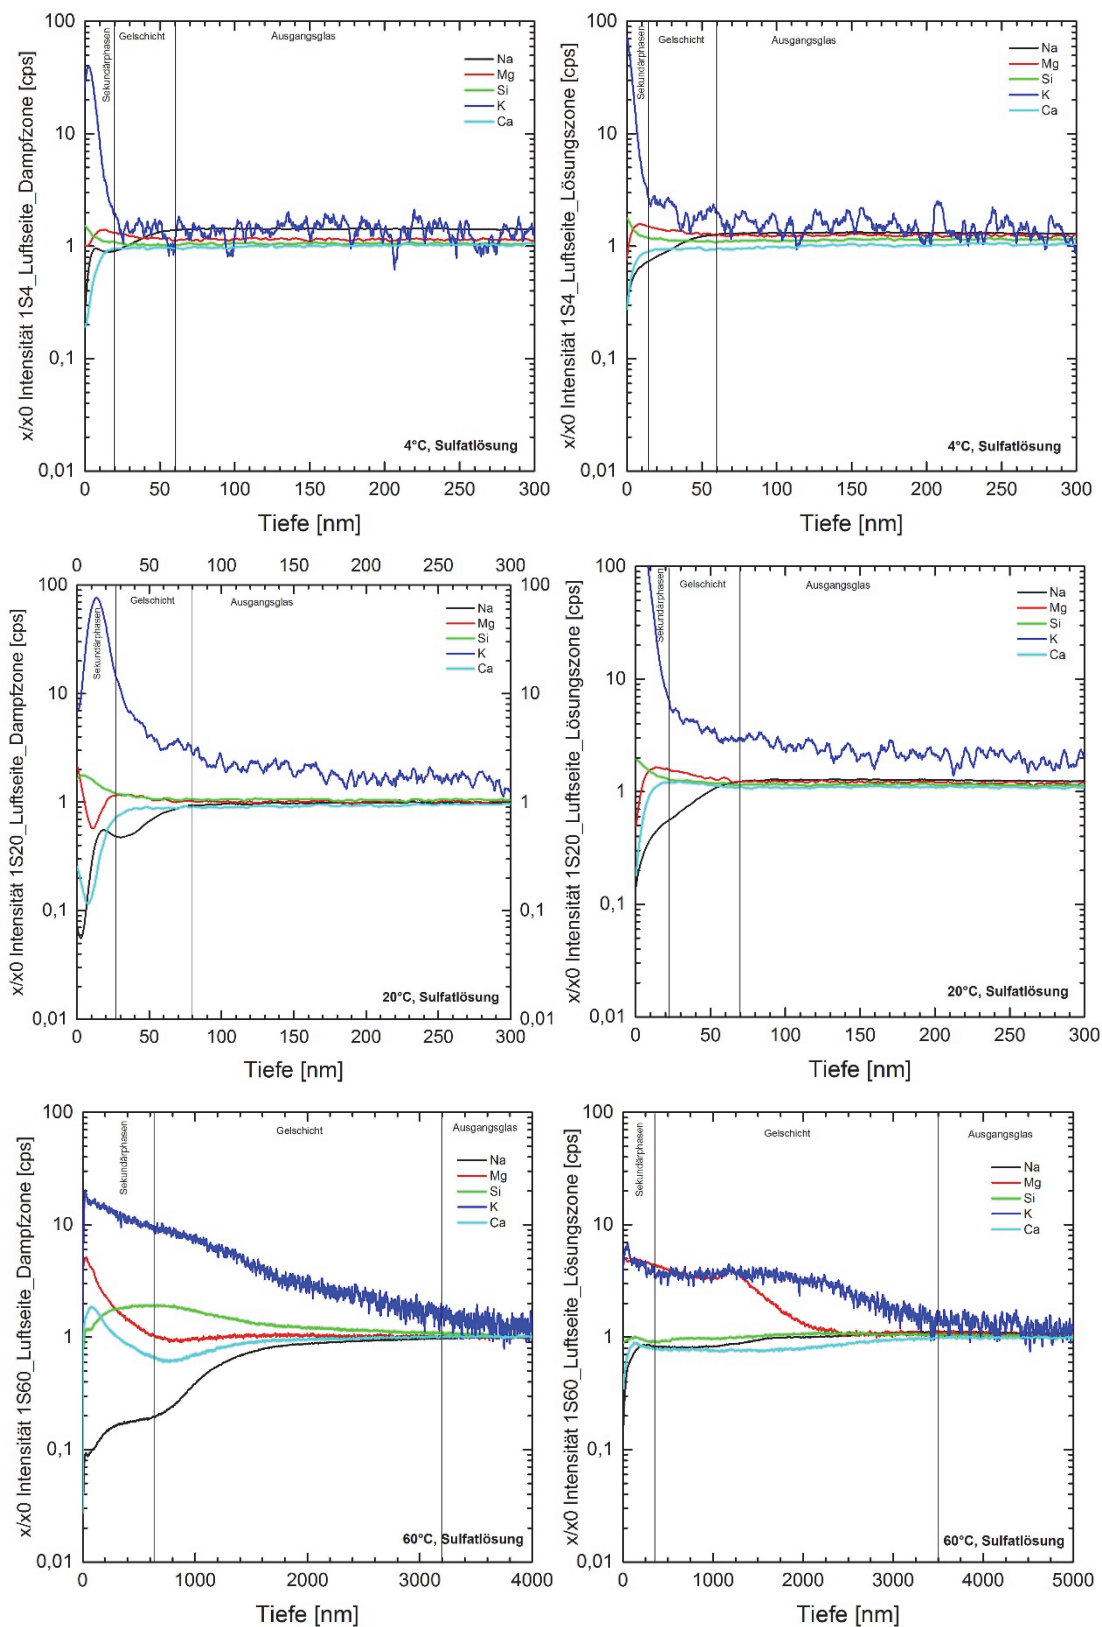 x/x0 Intensität 1S4_Luftseite_Dampfzone [cps]
100
10
1
0,1
0,01
Sekundärphasen
Gelschicht
Ausgangsglas
Na
Mg
Si
K
Ca
4°C, Sulfatlösung
0 50 100 150 200 250 300
Tiefe [nm]
x/x0 Intensität 1S4_Luftseite_Lösungszone [cps]
100
10
1
0,1
0,01
Sekundärphasen
Gelschicht
Ausgangsglas
Na
Mg
Si
K
Ca
4°C, Sulfatlösung
0 50 100 150 200 250 300
Tiefe [nm]
0 50 100 150 200 250 300
x/x0 Intensität 1S20_Luftseite_Dampfzone [cps]
100
10
1
0,1
0,01
Sekundärphasen
Gelschicht
Ausgangsglas
Na
Mg
Si
K
Ca
100
10
1
0,1
0,01
20°C, Sulfatlösung
0 50 100 150 200 250 300
Tiefe [nm]
x/x0 Intensität 1S20_Luftseite_Lösungszone [cps]
100
10
1
0,1
0,01
Sekundärphasen
Gelschicht
Ausgangsglas
Na
Mg
Si
K
Ca
20°C, Sulfatlösung
0 50 100 150 200 250 300
Tiefe [nm]
x/x0 Intensität 1S60_Luftseite_Dampfzone [cps]
100
10
1
0,1
0,01
Sekundärphasen
Gelschicht
Ausgangsglas
Na
Mg
Si
K
Ca
60°C, Sulfatlösung
0 1000 2000 3000 4000
Tiefe [nm]
x/x0 Intensität 1S60_Luftseite_Lösungszone [cps]
100
10
1
0,1
0,01
Sekundärphasen
Gelschicht
Ausgangsglas
Na
Mg
Si
K
Ca
60°C, Sulfatlösung
0 1000 2000 3000 4000 5000
Tiefe [nm]